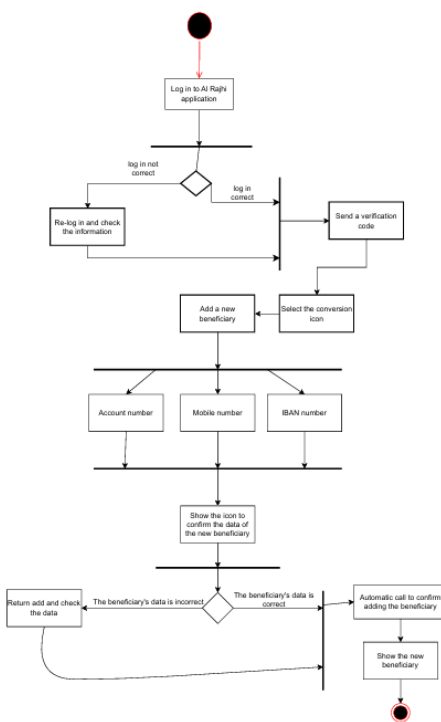 Log in to Al Rajhi
application
log in not
correct
log in
correct
Re-log in and check
the information
Send a verification
code
Add a new
beneficiary
Select the conversion
icon
Account number
Mobile number
IBAN number
Show the icon to
confirm the data of
the new beneficiary
The beneficiary's data is incorrect
The beneficiary's data is
correct
Return add and check
the data
Automatic call to confirm
adding the beneficiary
Show the new
beneficiary